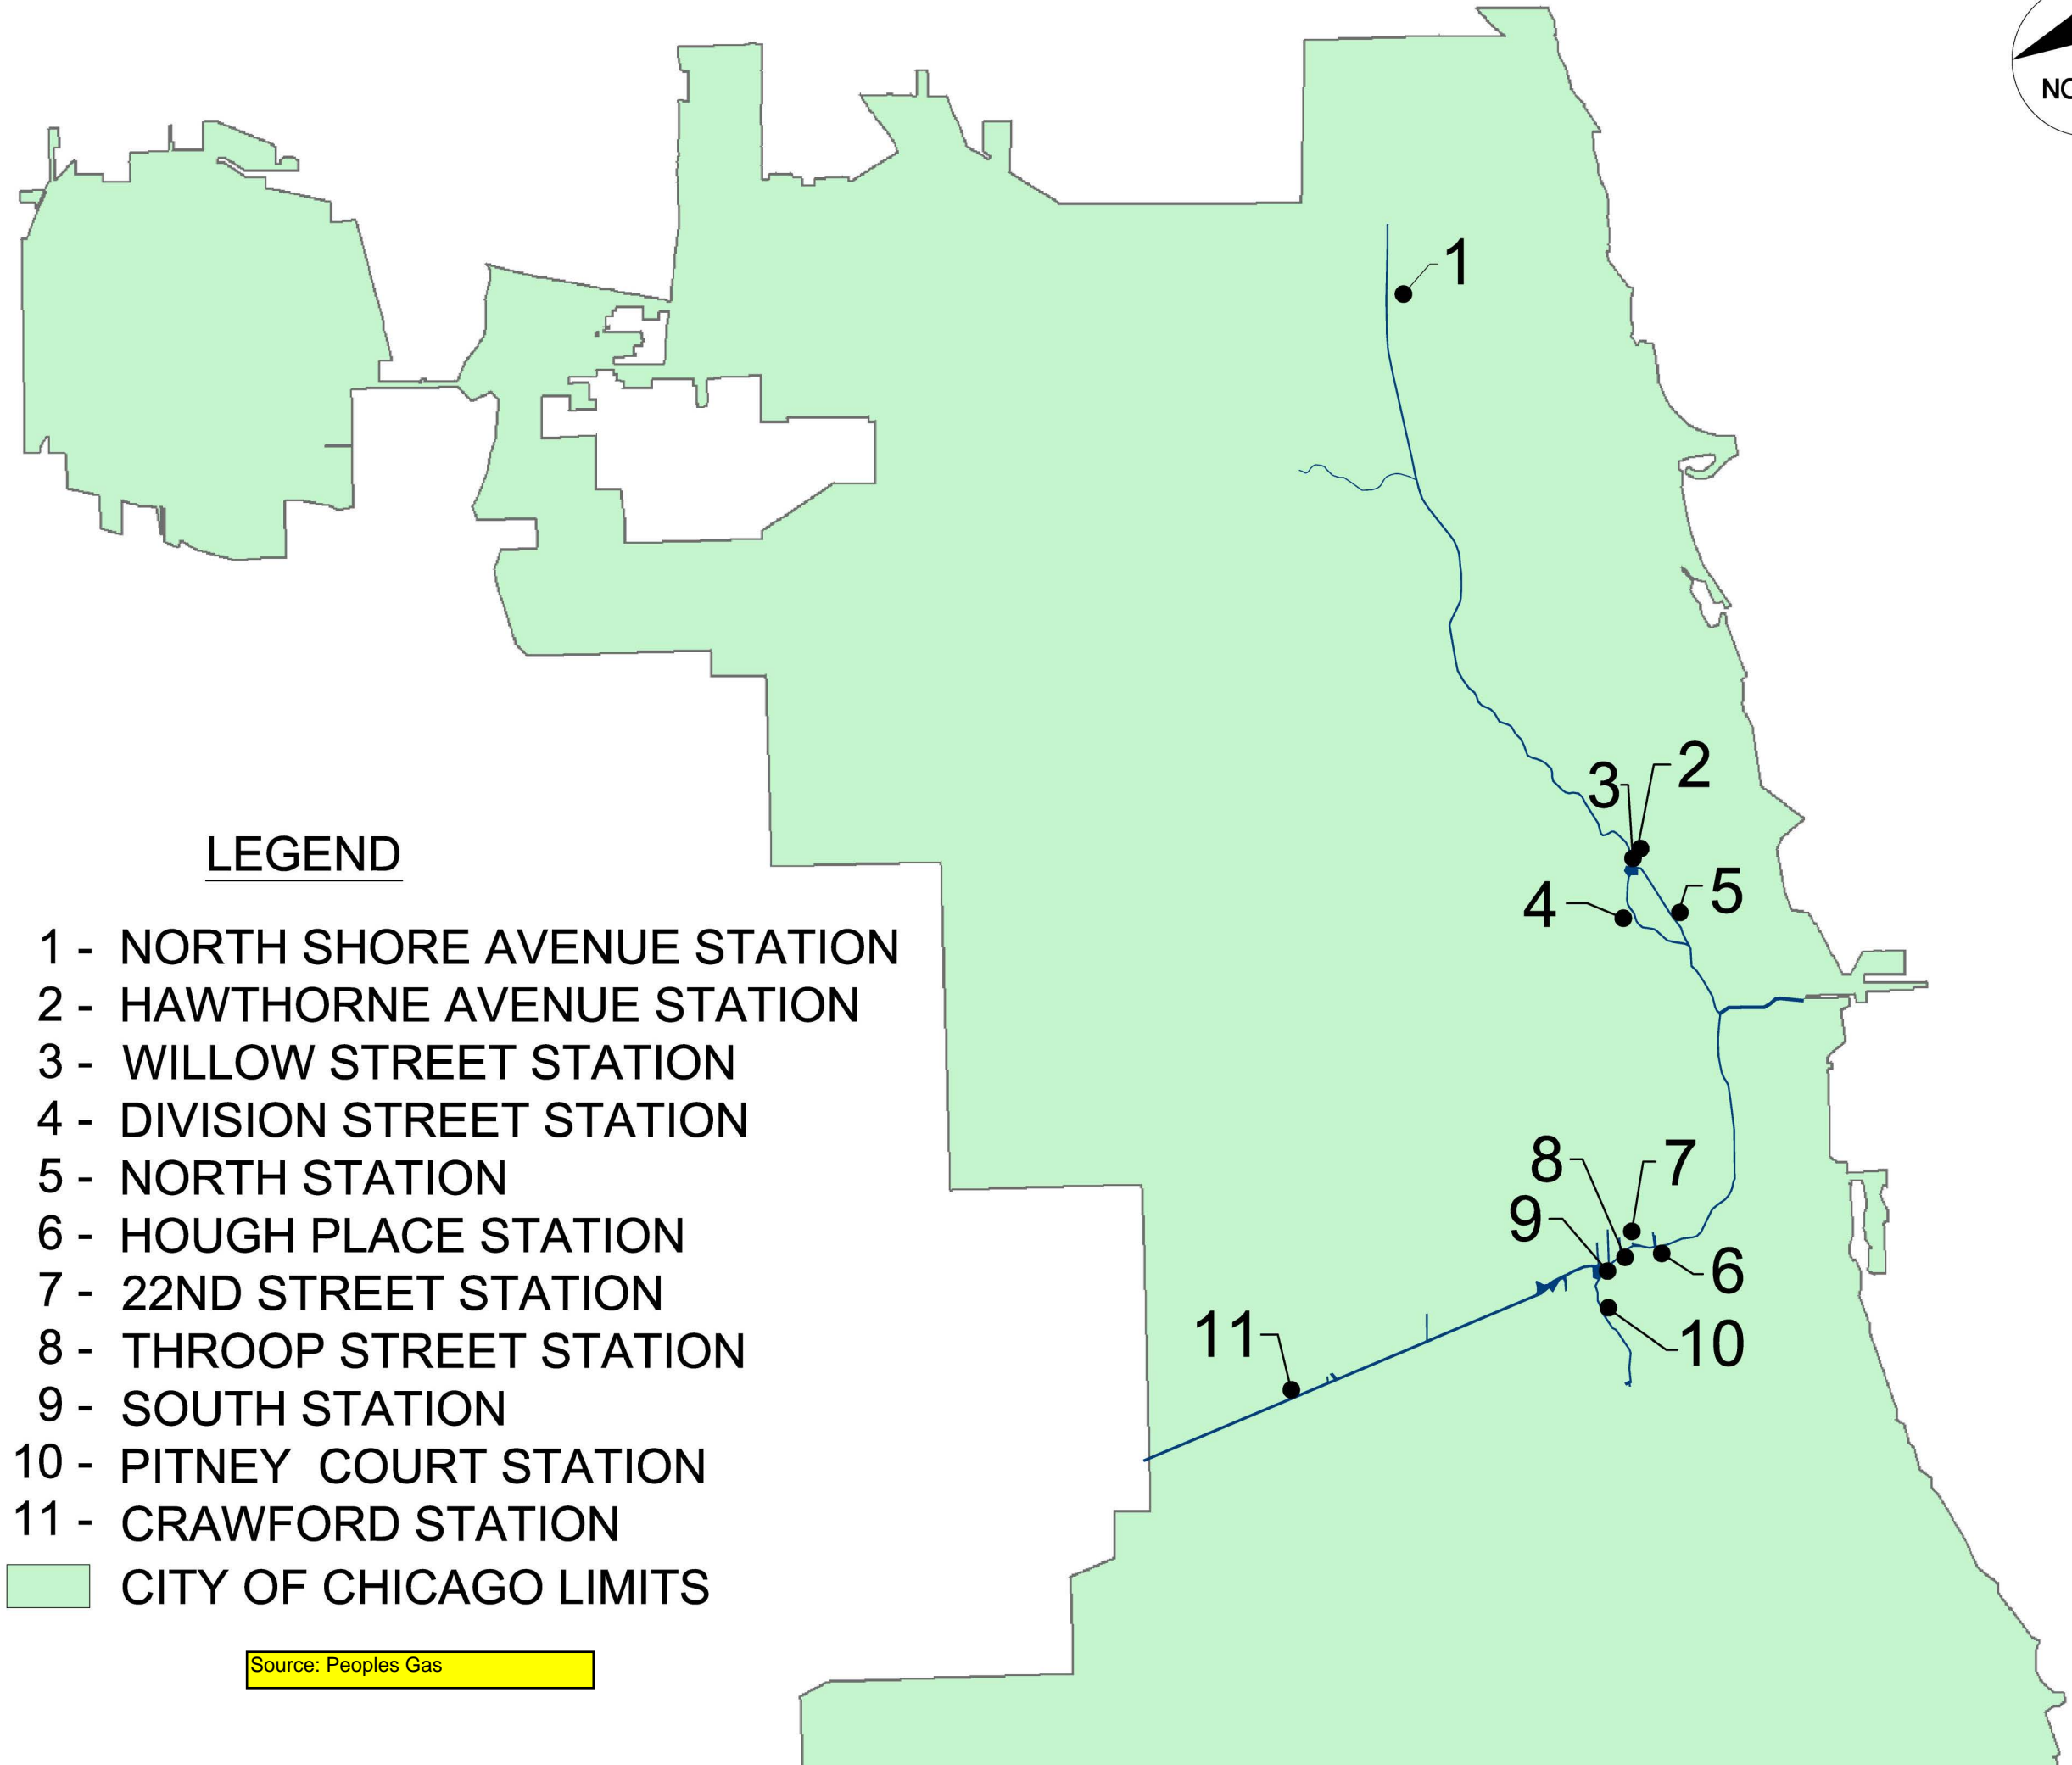 1
2
3
4
5
8
7
9
6
11
10
LEGEND
1 - NORTH SHORE AVENUE STATION
2 - HAWTHORNE AVENUE STATION
3 - WILLOW STREET STATION
4 - DIVISION STREET STATION
5 - NORTH STATION
6 - HOUGH PLACE STATION
7 - 22ND STREET STATION
8 - THROOP STREET STATION
9 - SOUTH STATION
10 - PITNEY COURT STATION
11 - CRAWFORD STATION
CITY OF CHICAGO LIMITS
Source: Peoples Gas